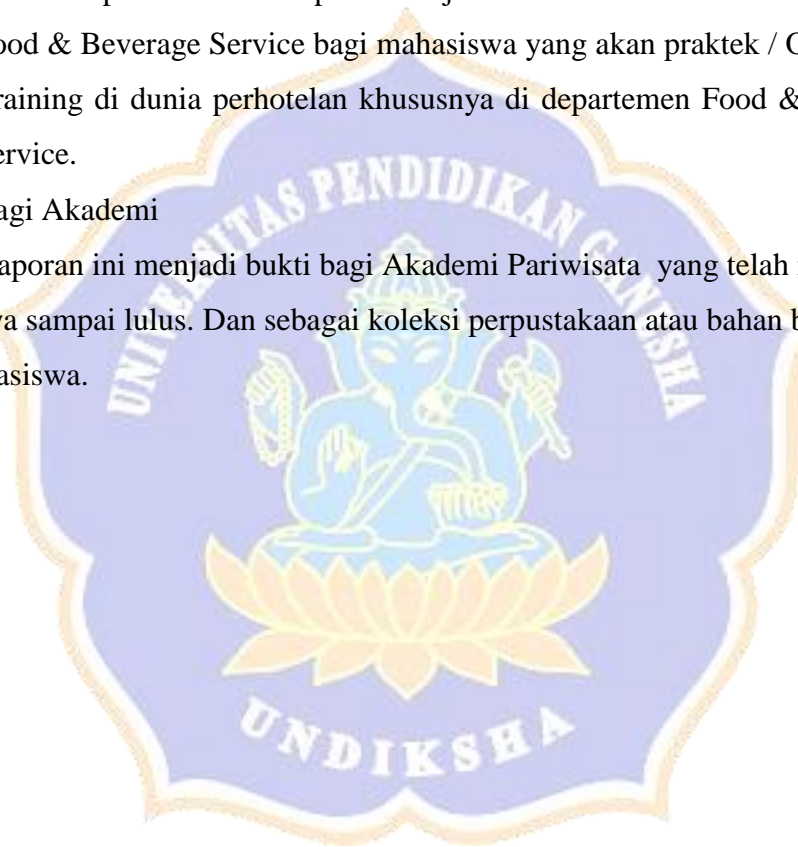 ood & Beverage Service bagi mahasiswa yang akan praktek /
raining di dunia perhotelan khususnya di departemen Food &
ervice.
agi Akademi
aporan ini menjadi bukti bagi Akademi Pariwisata yang telah
ya sampai lulus. Dan sebagai koleksi perpustakaan atau bahan b
asiswa.
UNIVERSITAS PENDIDIKAN GANESHA
UNDIKSHA